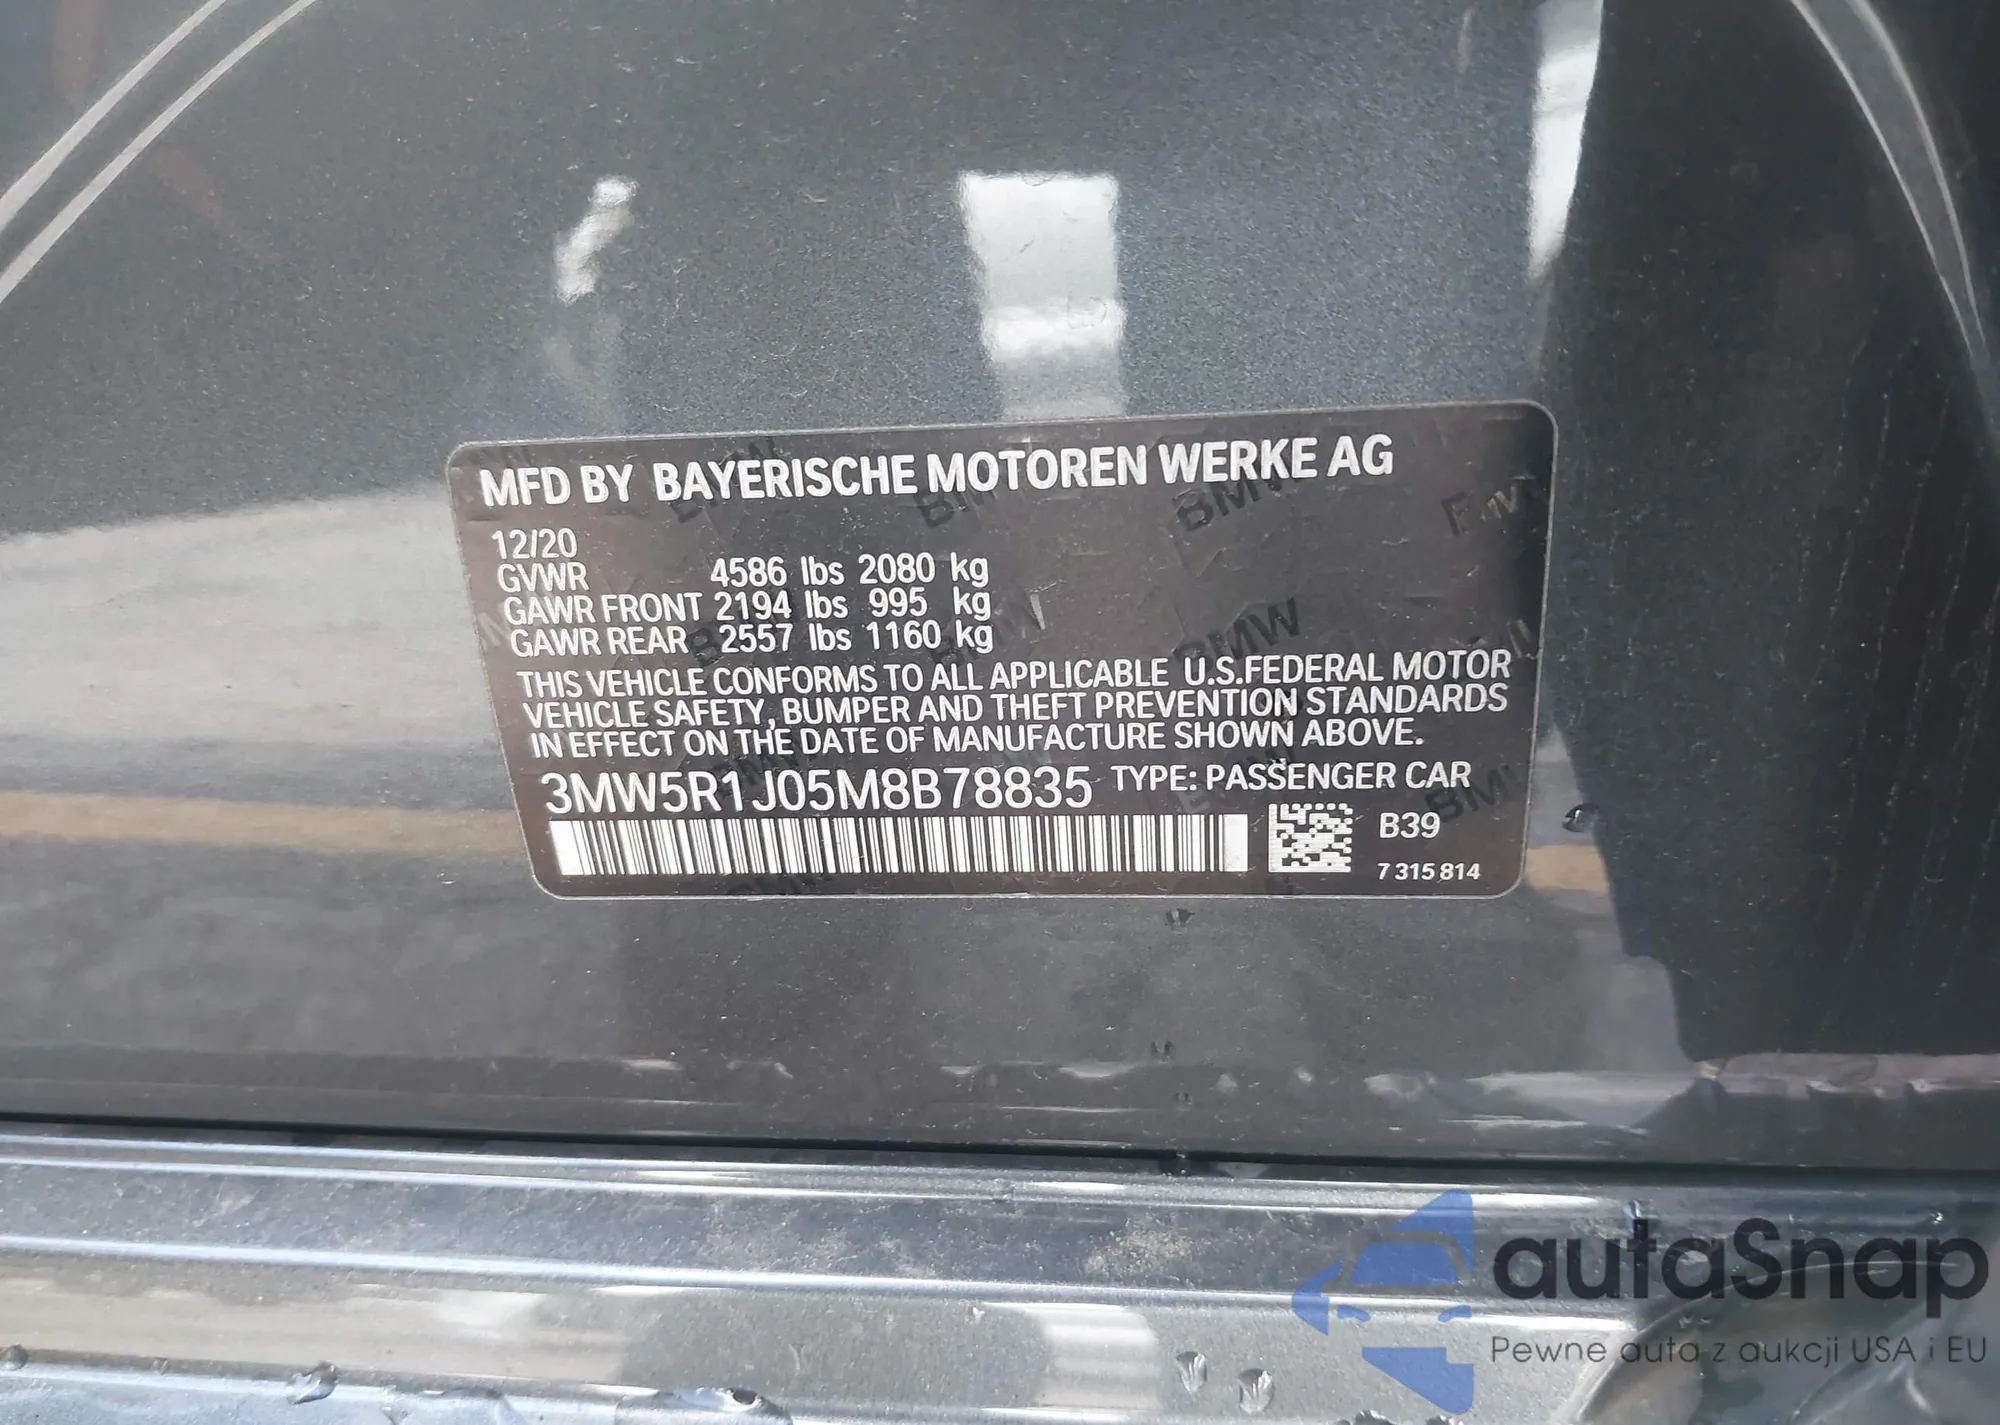 MFD BY BAYERISCHE MOTOREN WERKE AG
12/20
GVWR 4586 lbs 2080 kg
GAWR FRONT 2194 lbs 995 kg
GAWR REAR 2557 lbs 1160 kg
THIS VEHICLE CONFORMS TO ALL APPLICABLE U.S.FEDERAL MOTOR
VEHICLE SAFETY, BUMPER AND THEFT PREVENTION STANDARDS
IN EFFECT ON THE DATE OF MANUFACTURE SHOWN ABOVE.
3MW5R1J05M8B78835 TYPE: PASSENGER CAR
B39
7 315 814
autaSnap
Pewne auta z aukcji USA i EU